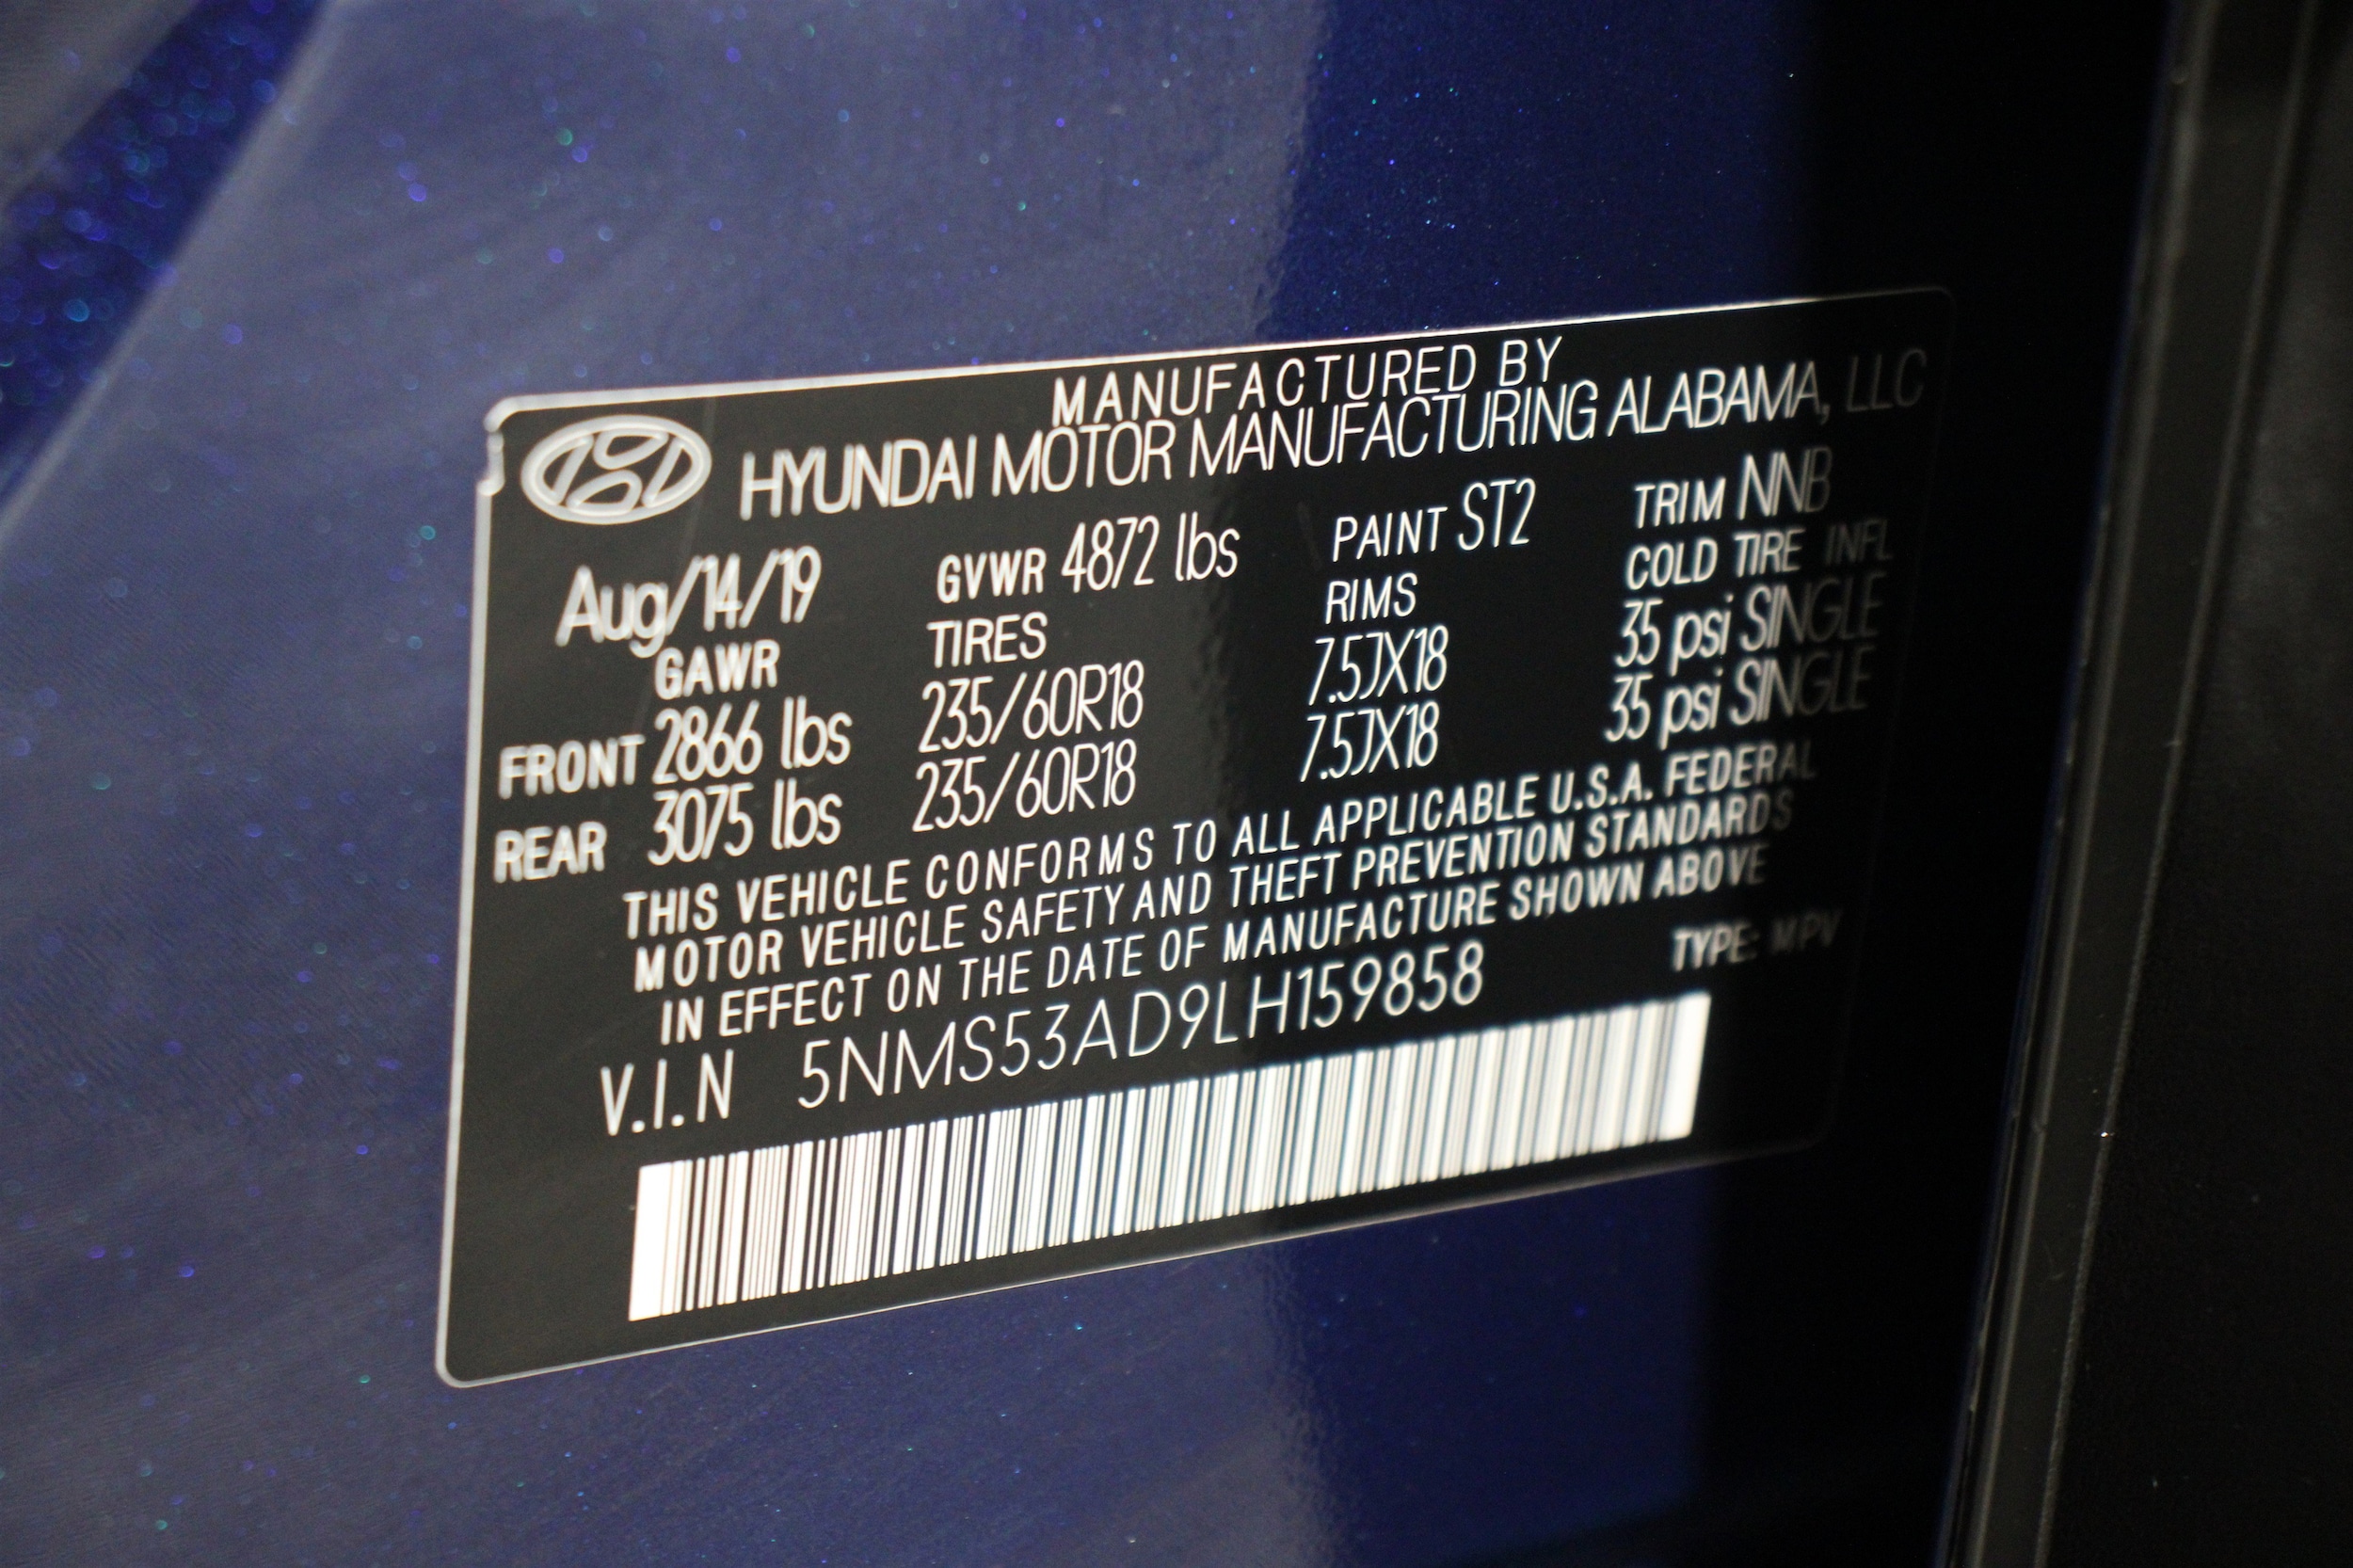 MANUFACTURED BY
HYUNDAI MOTOR MANUFACTURING ALABAMA, LLC
Aug/14/19 GVWR 4872 lbs PAINT ST2 TRIM NNB
GAWR TIRES RIMS COLD TIRE INFL
FRONT 2866 lbs 235/60R18 7.5JX18 35 psi SINGLE
REAR 3075 lbs 235/60R18 7.5JX18 35 psi SINGLE
THIS VEHICLE CONFORMS TO ALL APPLICABLE U.S.A. FEDERAL
MOTOR VEHICLE SAFETY AND THEFT PREVENTION STANDARDS
IN EFFECT ON THE DATE OF MANUFACTURE SHOWN ABOVE
V.I.N 5NMS53AD9LH159858 TYPE: MPV